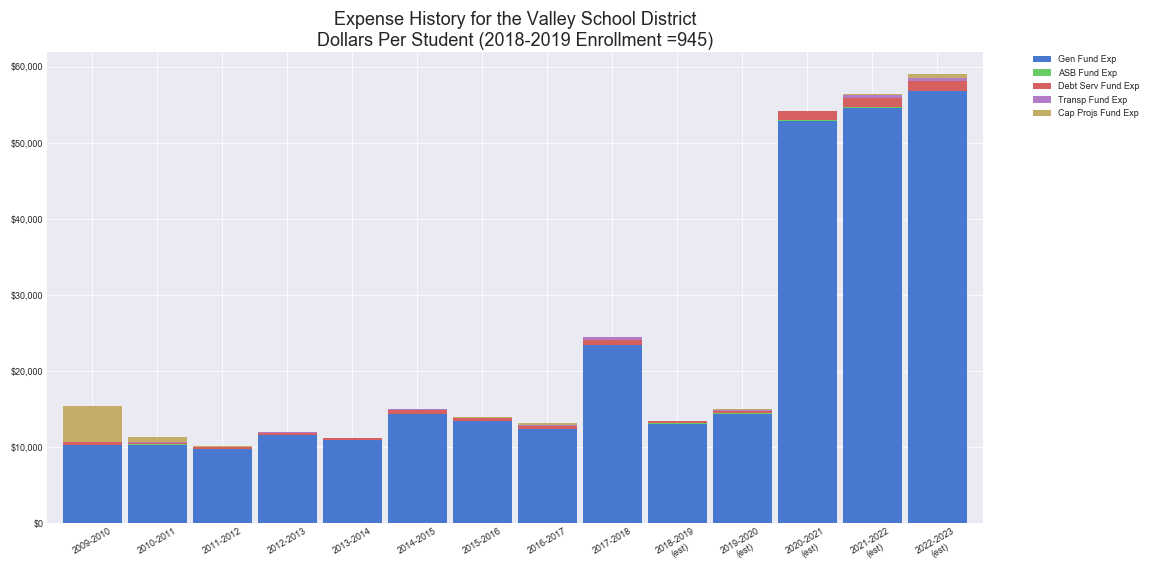 Expense History for the Valley School District
Dollars Per Student (2018-2019 Enrollment =945)
$60,000
$50,000
$40,000
$30,000
$20,000
$10,000
$0
Gen Fund Exp
ASB Fund Exp
Debt Serv Fund Exp
Transp Fund Exp
Cap Projs Fund Exp
2009-2010
2010-2011
2011-2012
2012-2013
2013-2014
2014-2015
2015-2016
2016-2017
2017-2018
2018-2019
(est)
2019-2020
(est)
2020-2021
(est)
2021-2022
(est)
2022-2023
(est)